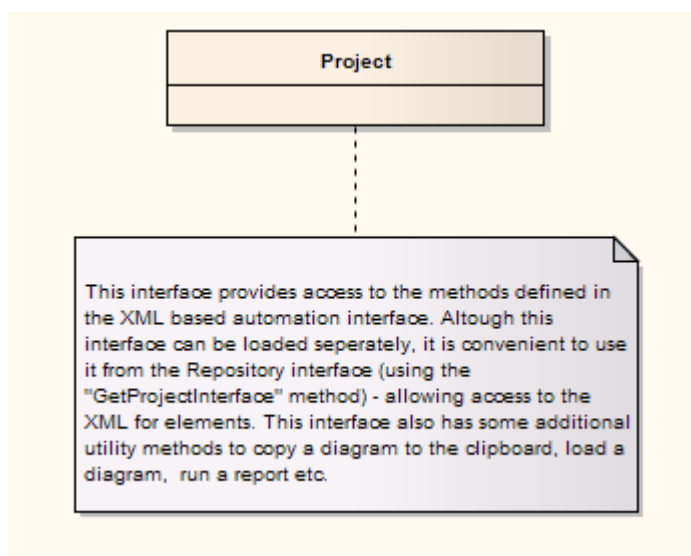 Project
This interface provides access to the methods defined in
the XML based automation interface. Altough this
interface can be loaded seperately, it is convenient to use
it from the Repository interface (using the
"GetProjectInterface" method) - allowing access to the
XML for elements. This interface also has some additional
utility methods to copy a diagram to the clipboard, load a
diagram,  run a report etc.